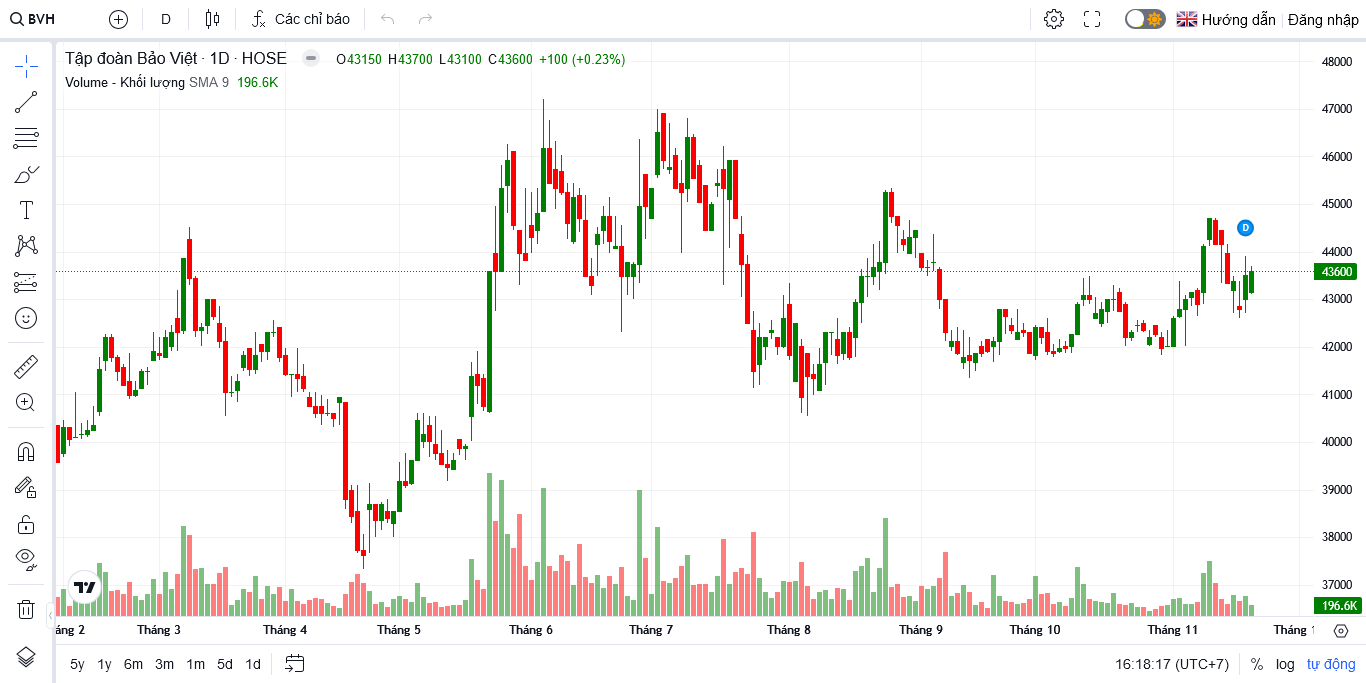 BVH D Các chỉ báo Hướng dẫn Đăng nhập
Tập đoàn Bảo Việt · 1D · HOSE O43150 H43700 L43100 C43600 +100 (+0.23%)
Volume - Khối lượng SMA 9 196.6K
48000
47000
46000
45000
D
44000
43600
43000
42000
41000
40000
39000
38000
37000
196.6K
áng 2 Tháng 3 Tháng 4 Tháng 5 Tháng 6 Tháng 7 Tháng 8 Tháng 9 Tháng 10 Tháng 11 Tháng 1
5y 1y 6m 3m 1m 5d 1d 16:18:17 (UTC+7) % log tự động